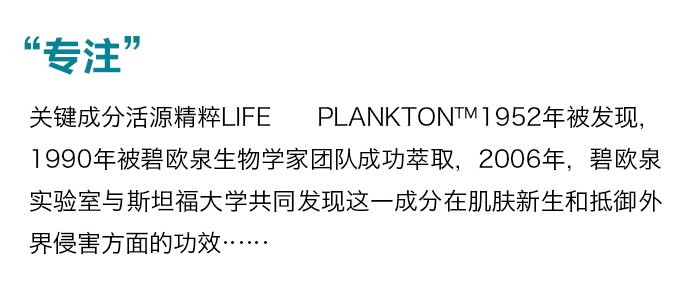 “专注”
关键成分活源精粹LIFE PLANKTON™1952年被发现，
1990年被碧欧泉生物学家团队成功萃取，2006年，碧欧泉
实验室与斯坦福大学共同发现这一成分在肌肤新生和抵御外
界侵害方面的功效……